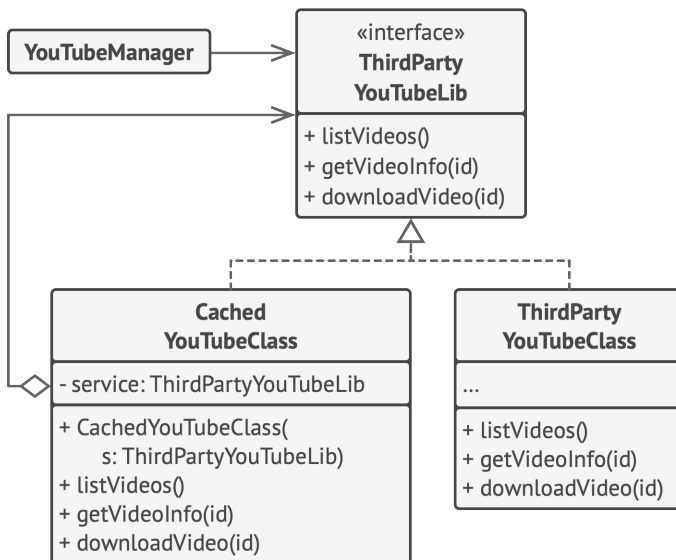 YouTubeManager
«interface»
ThirdParty
YouTubeLib
+ listVideos()
+ getVideoInfo(id)
+ downloadVideo(id)
Cached
YouTubeClass
- service: ThirdPartyYouTubeLib
+ CachedYouTubeClass(
s: ThirdPartyYouTubeLib)
+ listVideos()
+ getVideoInfo(id)
+ downloadVideo(id)
ThirdParty
YouTubeClass
...
+ listVideos()
+ getVideoInfo(id)
+ downloadVideo(id)